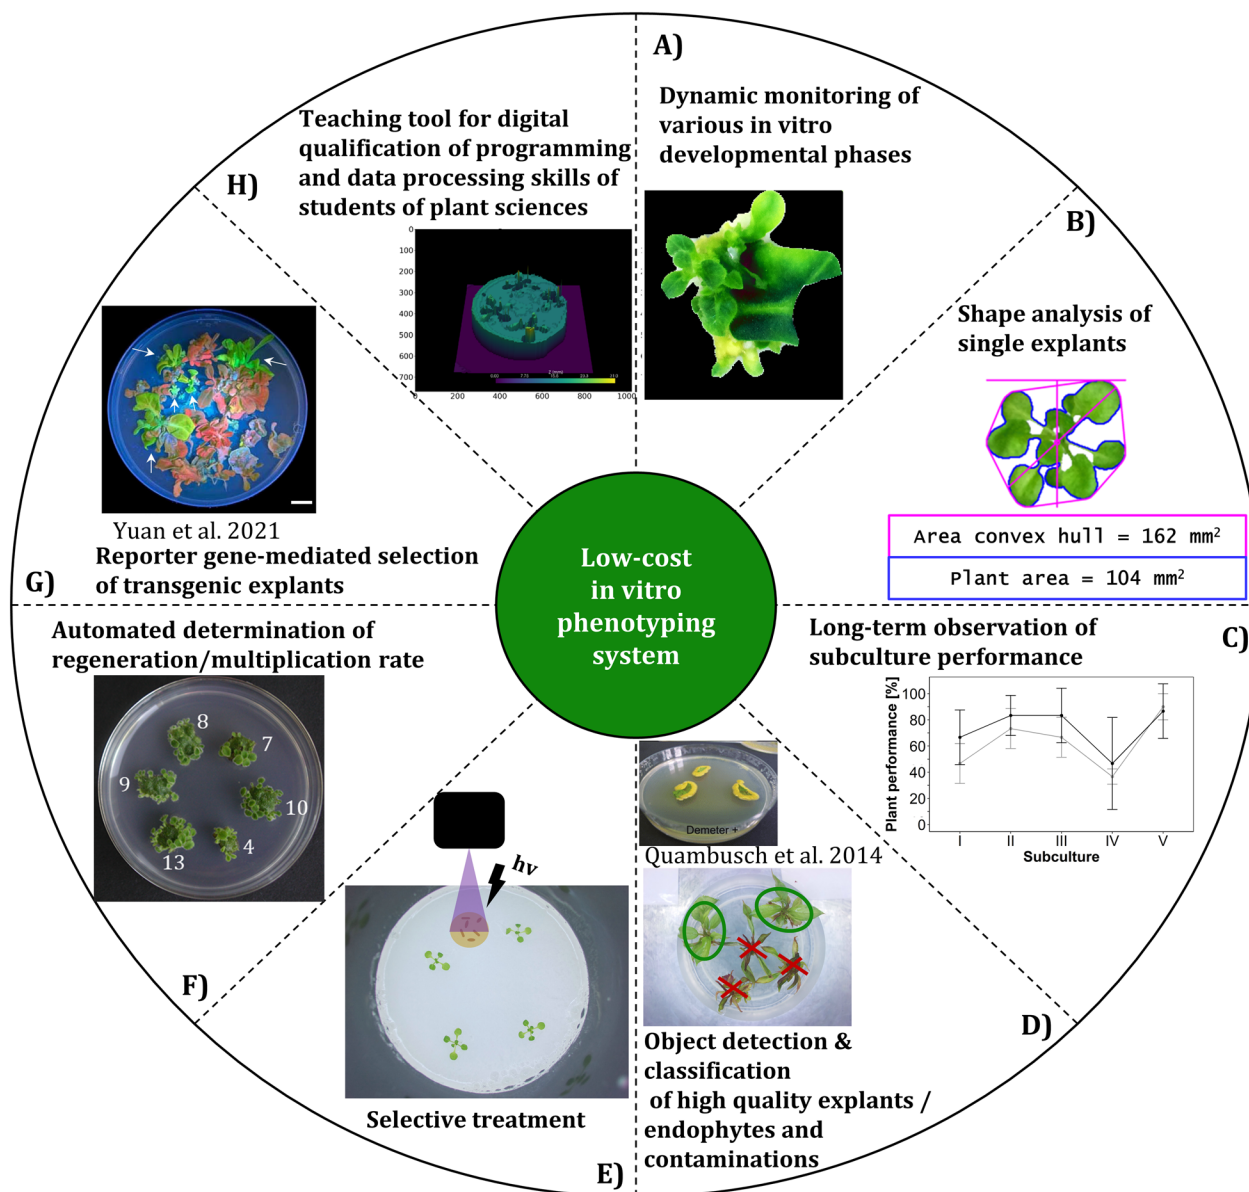 A)
Dynamic monitoring of
various in vitro
developmental phases
B)
Shape analysis of
single explants
Area convex hull = 162 mm²
Plant area = 104 mm²
C)
Long-term observation of
subculture performance
Plant performance [%]
100
80
60
40
20
0
I II III IV V
Subculture
D)
Demeter +
Quambusch et al. 2014
Object detection &
classification
of high quality explants /
endophytes and
contaminations
E)
hv
Selective treatment
F)
Automated determination of
regeneration/multiplication rate
8
7
9
10
13
4
G)
Yuan et al. 2021
Reporter gene-mediated selection
of transgenic explants
H)
Teaching tool for digital
qualification of programming
and data processing skills of
students of plant sciences
0
100
200
300
400
500
600
700
0 200 400 600 800 1000
Low-cost
in vitro
phenotyping
system